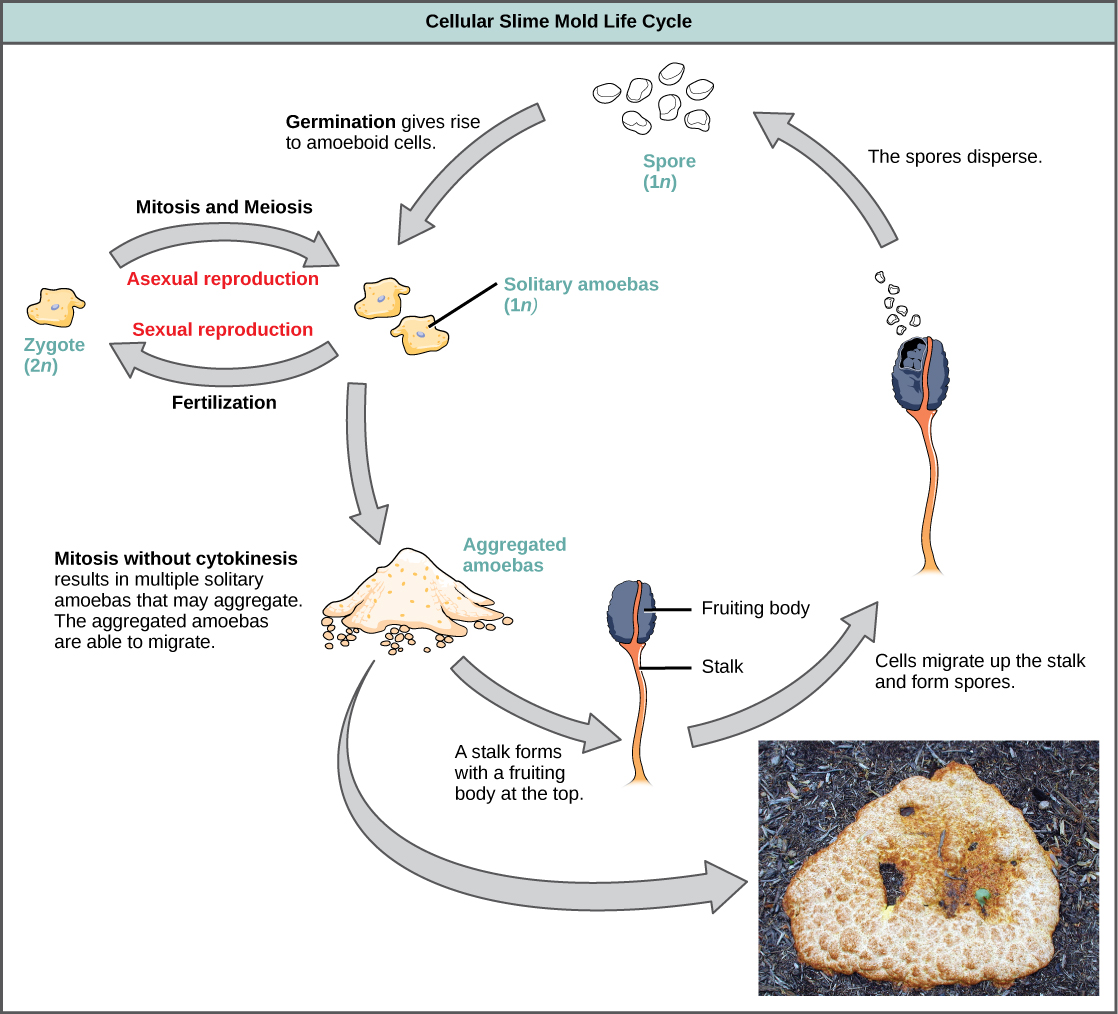 Cellular Slime Mold Life Cycle
Germination gives rise
to amoeboid cells.
Spore
(1n)
The spores disperse.
Mitosis and Meiosis
Asexual reproduction
Solitary amoebas
(1n)
Sexual reproduction
Zygote
(2n)
Fertilization
Mitosis without cytokinesis
results in multiple solitary
amoebas that may aggregate.
The aggregated amoebas
are able to migrate.
Aggregated
amoebas
Fruiting body
Stalk
Cells migrate up the stalk
and form spores.
A stalk forms
with a fruiting
body at the top.